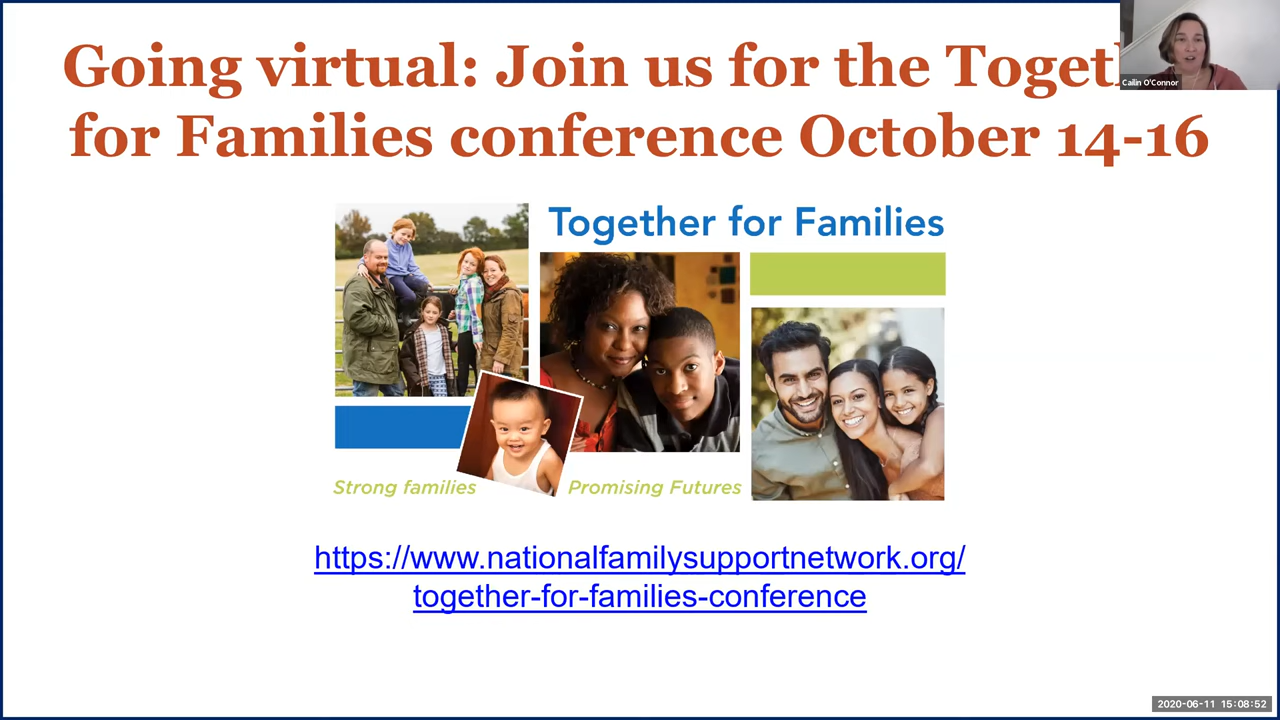 Going virtual: Join us for the
for Families conference October 14-16
Cailin O'Connor
Together for Families
Strong families
Promising Futures
https://www.nationalfamilysupportnetwork.org/
together-for-families-conference
2020-06-11 15:08:52